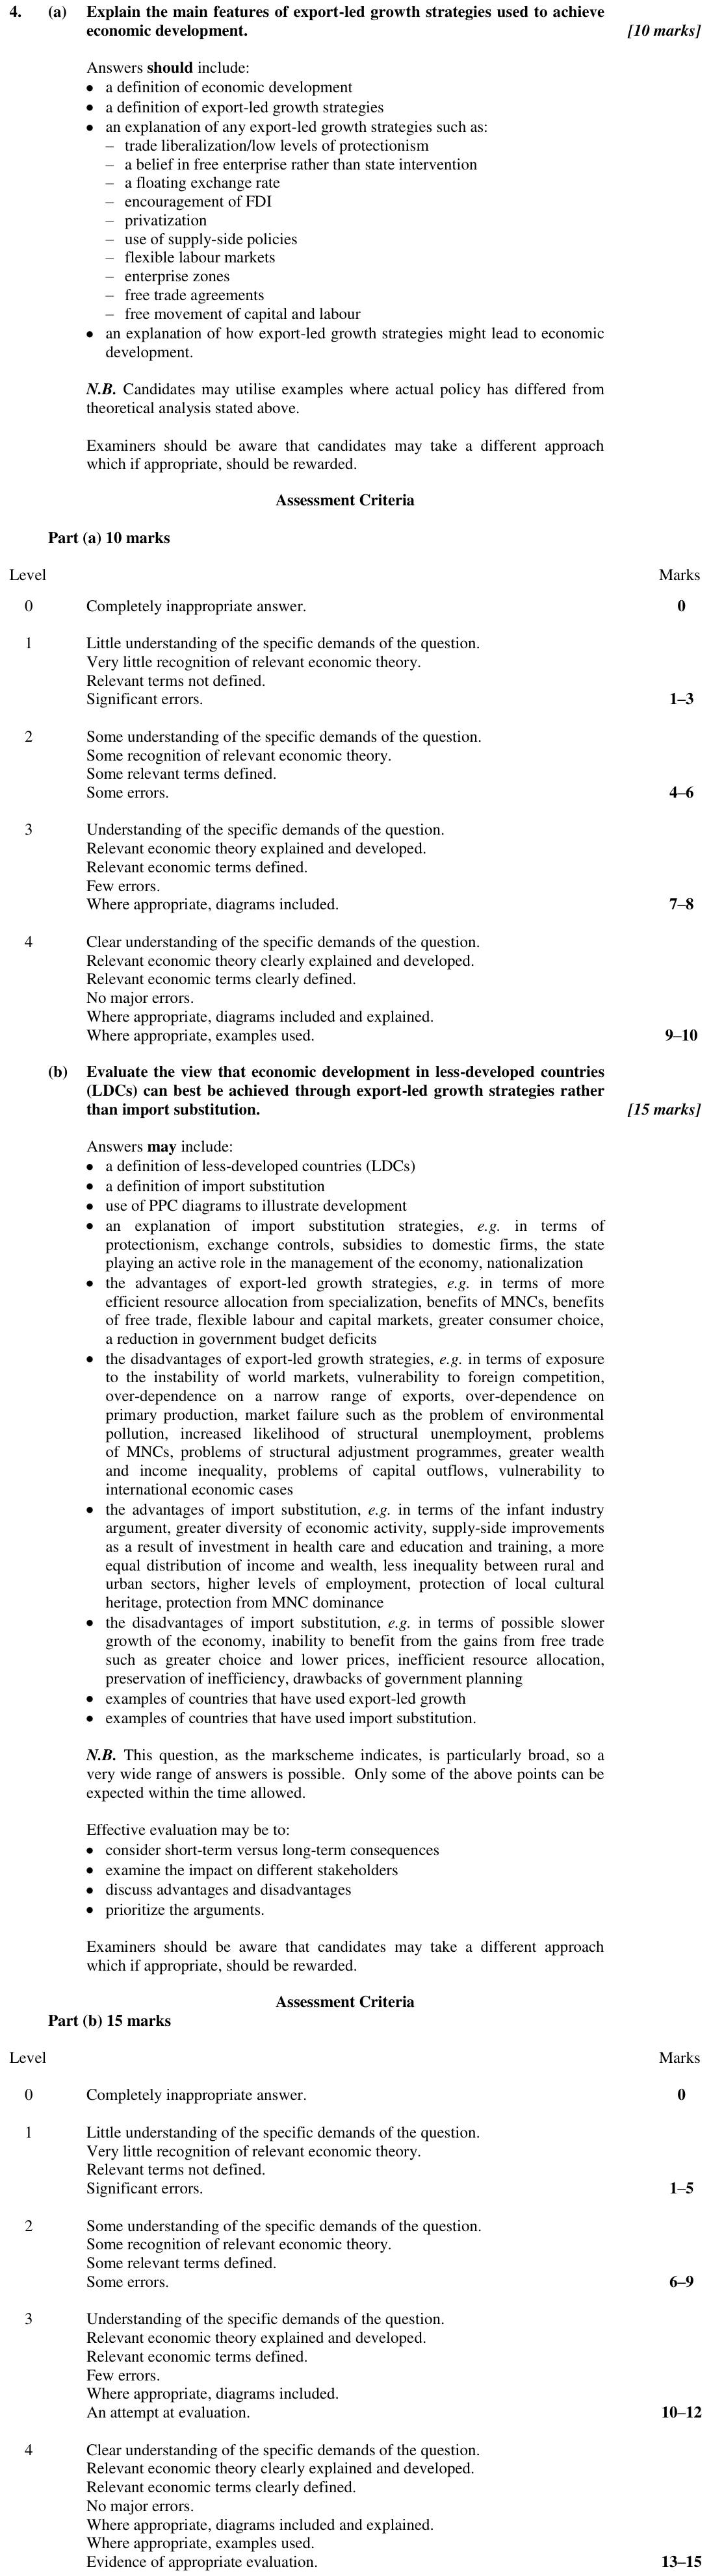 4. (a) Explain the main features of export-led growth strategies used to achieve
economic development. [10 marks]
Answers should include:
• a definition of economic development
• a definition of export-led growth strategies
• an explanation of any export-led growth strategies such as:
– trade liberalization/low levels of protectionism
– a belief in free enterprise rather than state intervention
– a floating exchange rate
– encouragement of FDI
– privatization
– use of supply-side policies
– flexible labour markets
– enterprise zones
– free trade agreements
– free movement of capital and labour
• an explanation of how export-led growth strategies might lead to economic
development.
N.B. Candidates may utilise examples where actual policy has differed from
theoretical analysis stated above.
Examiners should be aware that candidates may take a different approach
which if appropriate, should be rewarded.
Assessment Criteria
Part (a) 10 marks
Level Marks
0 Completely inappropriate answer. 0
1 Little understanding of the specific demands of the question.
Very little recognition of relevant economic theory.
Relevant terms not defined.
Significant errors. 1–3
2 Some understanding of the specific demands of the question.
Some recognition of relevant economic theory.
Some relevant terms defined.
Some errors. 4–6
3 Understanding of the specific demands of the question.
Relevant economic theory explained and developed.
Relevant economic terms defined.
Few errors.
Where appropriate, diagrams included. 7–8
4 Clear understanding of the specific demands of the question.
Relevant economic theory clearly explained and developed.
Relevant economic terms clearly defined.
No major errors.
Where appropriate, diagrams included and explained.
Where appropriate, examples used. 9–10
(b) Evaluate the view that economic development in less-developed countries
(LDCs) can best be achieved through export-led growth strategies rather
than import substitution. [15 marks]
Answers may include:
• a definition of less-developed countries (LDCs)
• a definition of import substitution
• use of PPC diagrams to illustrate development
• an explanation of import substitution strategies, e.g. in terms of
protectionism, exchange controls, subsidies to domestic firms, the state
playing an active role in the management of the economy, nationalization
• the advantages of export-led growth strategies, e.g. in terms of more
efficient resource allocation from specialization, benefits of MNCs, benefits
of free trade, flexible labour and capital markets, greater consumer choice,
a reduction in government budget deficits
• the disadvantages of export-led growth strategies, e.g. in terms of exposure
to the instability of world markets, vulnerability to foreign competition,
over-dependence on a narrow range of exports, over-dependence on
primary production, market failure such as the problem of environmental
pollution, increased likelihood of structural unemployment, problems
of MNCs, problems of structural adjustment programmes, greater wealth
and income inequality, problems of capital outflows, vulnerability to
international economic cases
• the advantages of import substitution, e.g. in terms of the infant industry
argument, greater diversity of economic activity, supply-side improvements
as a result of investment in health care and education and training, a more
equal distribution of income and wealth, less inequality between rural and
urban sectors, higher levels of employment, protection of local cultural
heritage, protection from MNC dominance
• the disadvantages of import substitution, e.g. in terms of possible slower
growth of the economy, inability to benefit from the gains from free trade
such as greater choice and lower prices, inefficient resource allocation,
preservation of inefficiency, drawbacks of government planning
• examples of countries that have used export-led growth
• examples of countries that have used import substitution.
N.B. This question, as the markscheme indicates, is particularly broad, so a
very wide range of answers is possible. Only some of the above points can be
expected within the time allowed.
Effective evaluation may be to:
• consider short-term versus long-term consequences
• examine the impact on different stakeholders
• discuss advantages and disadvantages
• prioritize the arguments.
Examiners should be aware that candidates may take a different approach
which if appropriate, should be rewarded.
Assessment Criteria
Part (b) 15 marks
Level Marks
0 Completely inappropriate answer. 0
1 Little understanding of the specific demands of the question.
Very little recognition of relevant economic theory.
Relevant terms not defined.
Significant errors. 1–5
2 Some understanding of the specific demands of the question.
Some recognition of relevant economic theory.
Some relevant terms defined.
Some errors. 6–9
3 Understanding of the specific demands of the question.
Relevant economic theory explained and developed.
Relevant economic terms defined.
Few errors.
Where appropriate, diagrams included.
An attempt at evaluation. 10–12
4 Clear understanding of the specific demands of the question.
Relevant economic theory clearly explained and developed.
Relevant economic terms clearly defined.
No major errors.
Where appropriate, diagrams included and explained.
Where appropriate, examples used.
Evidence of appropriate evaluation. 13–15